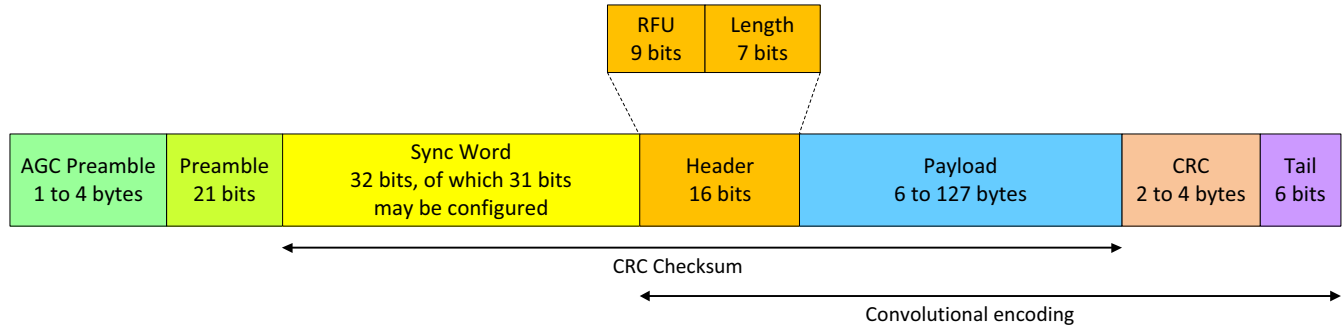 RFU
9 bits
Length
7 bits
AGC Preamble
1 to 4 bytes
Preamble
21 bits
Sync Word
32 bits, of which 31 bits
may be configured
Header
16 bits
Payload
6 to 127 bytes
CRC
2 to 4 bytes
Tail
6 bits
CRC Checksum
Convolutional encoding